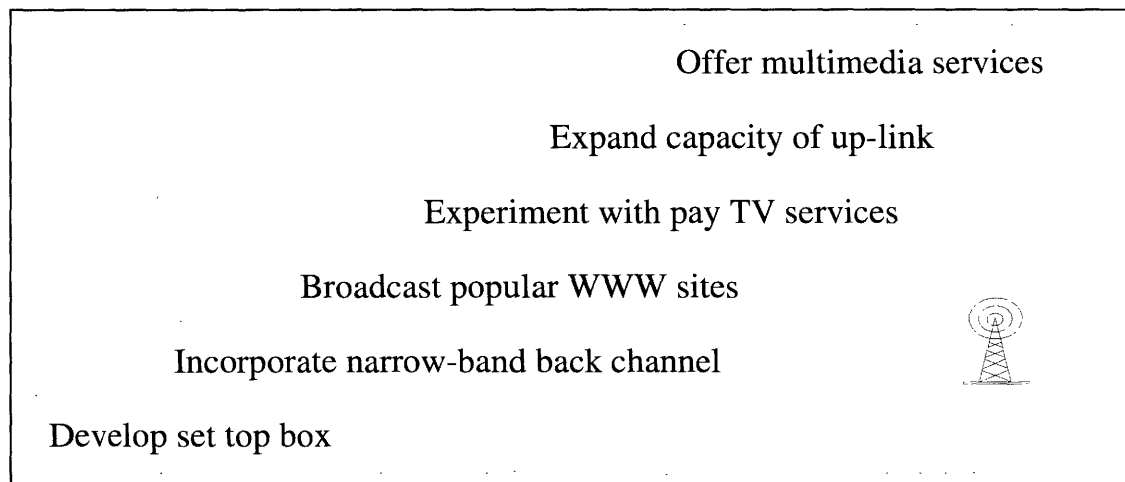 Offer multimedia services
Expand capacity of up-link
Experiment with pay TV services
Broadcast popular WWW sites
Incorporate narrow-band back channel
Develop set top box